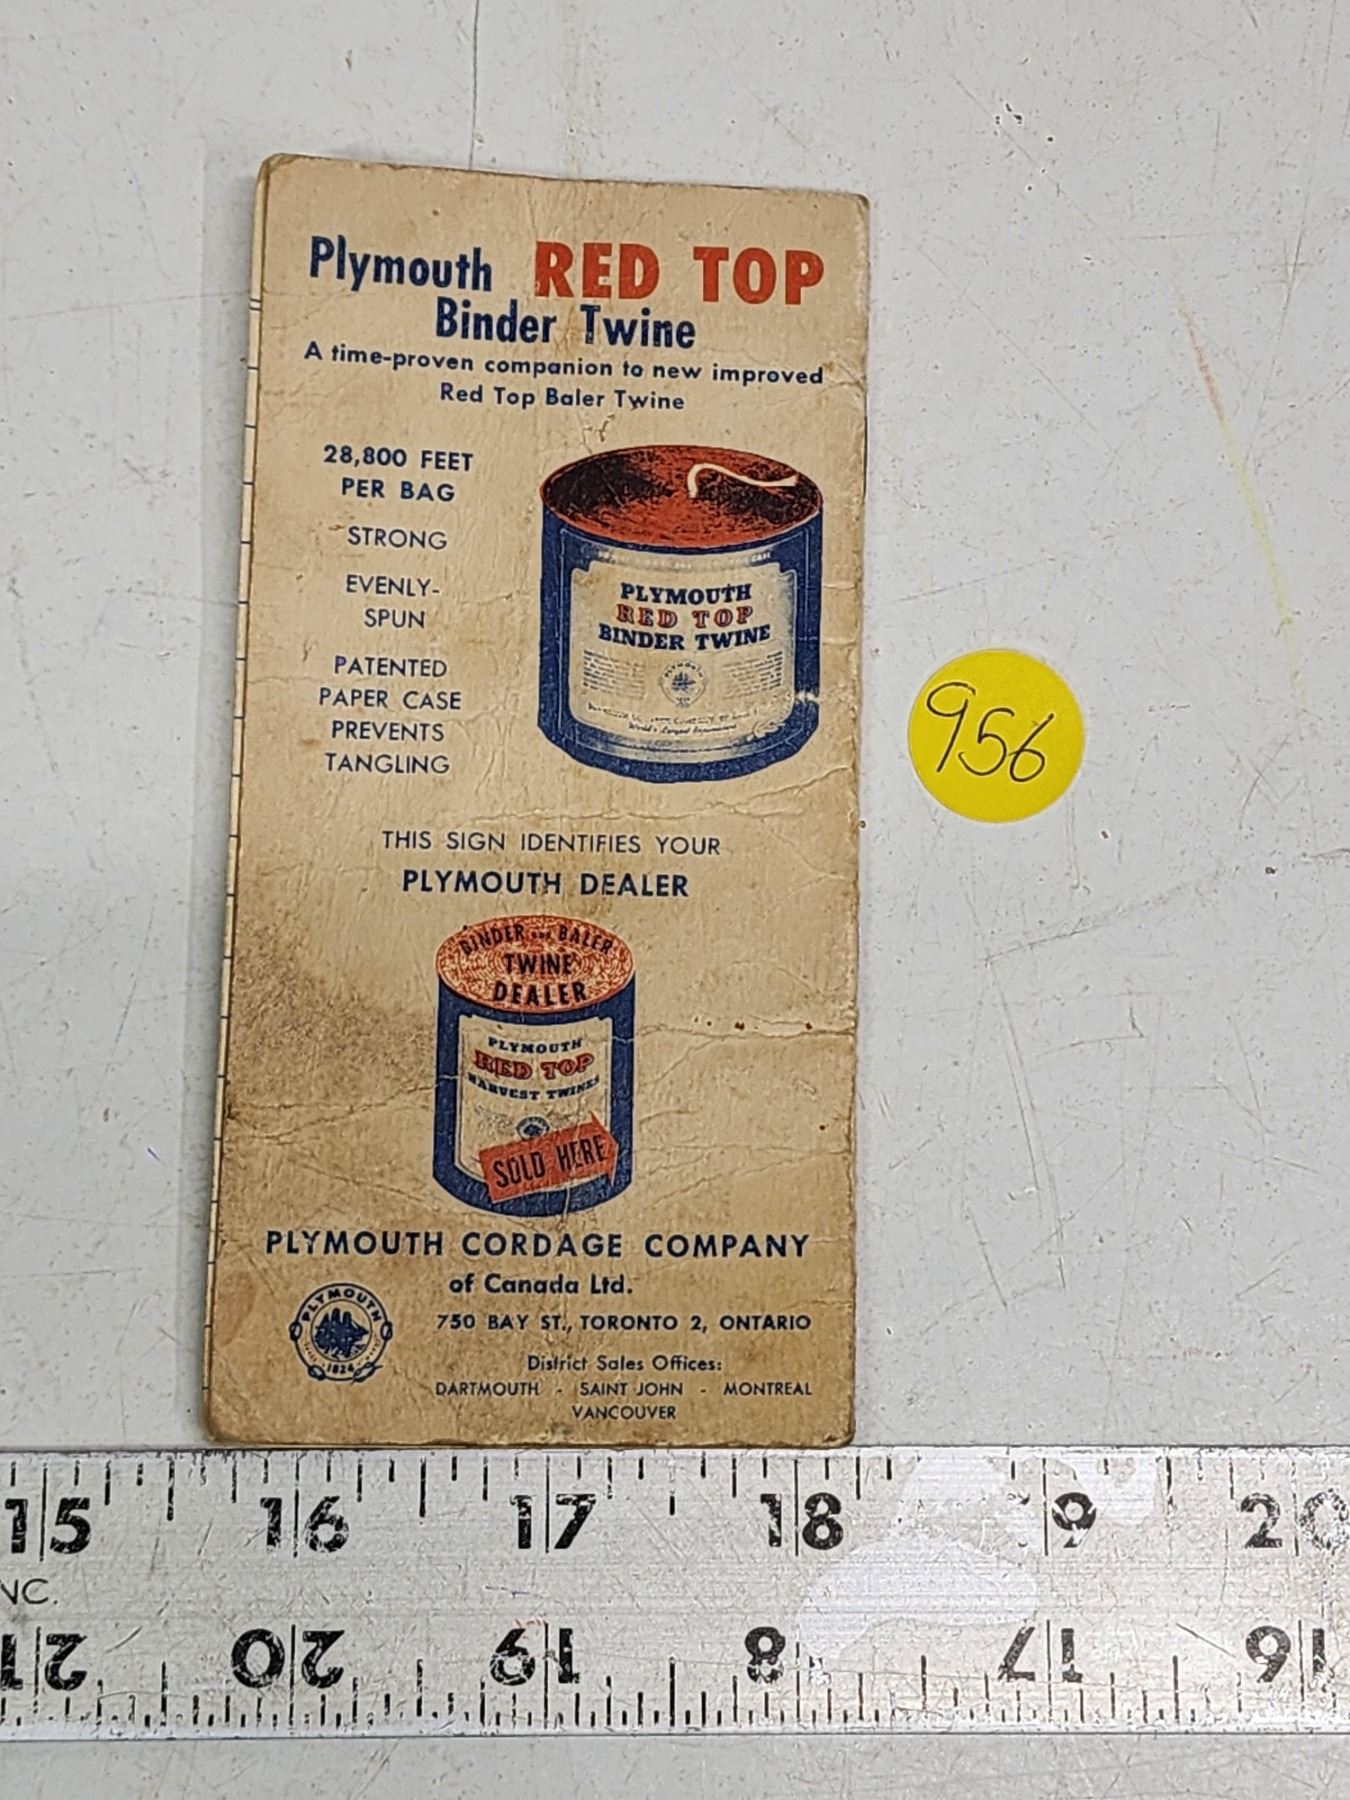 Plymouth RED TOP
Binder Twine
A time-proven companion to new improved
Red Top Baler Twine
28,800 FEET
PER BAG
STRONG
EVENLY-
SPUN
PATENTED
PAPER CASE
PREVENTS
TANGLING
PLYMOUTH
RED TOP
BINDER TWINE
PLYMOUTH
956
THIS SIGN IDENTIFIES YOUR
PLYMOUTH DEALER
BINDER AND BALER
TWINE
DEALER
PLYMOUTH
RED TOP
HARVEST TWINES
SOLD HERE
PLYMOUTH CORDAGE COMPANY
of Canada Ltd.
PLYMOUTH
1824
750 BAY ST., TORONTO 2, ONTARIO
District Sales Offices:
DARTMOUTH - SAINT JOHN - MONTREAL
VANCOUVER
15 16 17 18 19 20
NC.
21 20 19 18 17 16